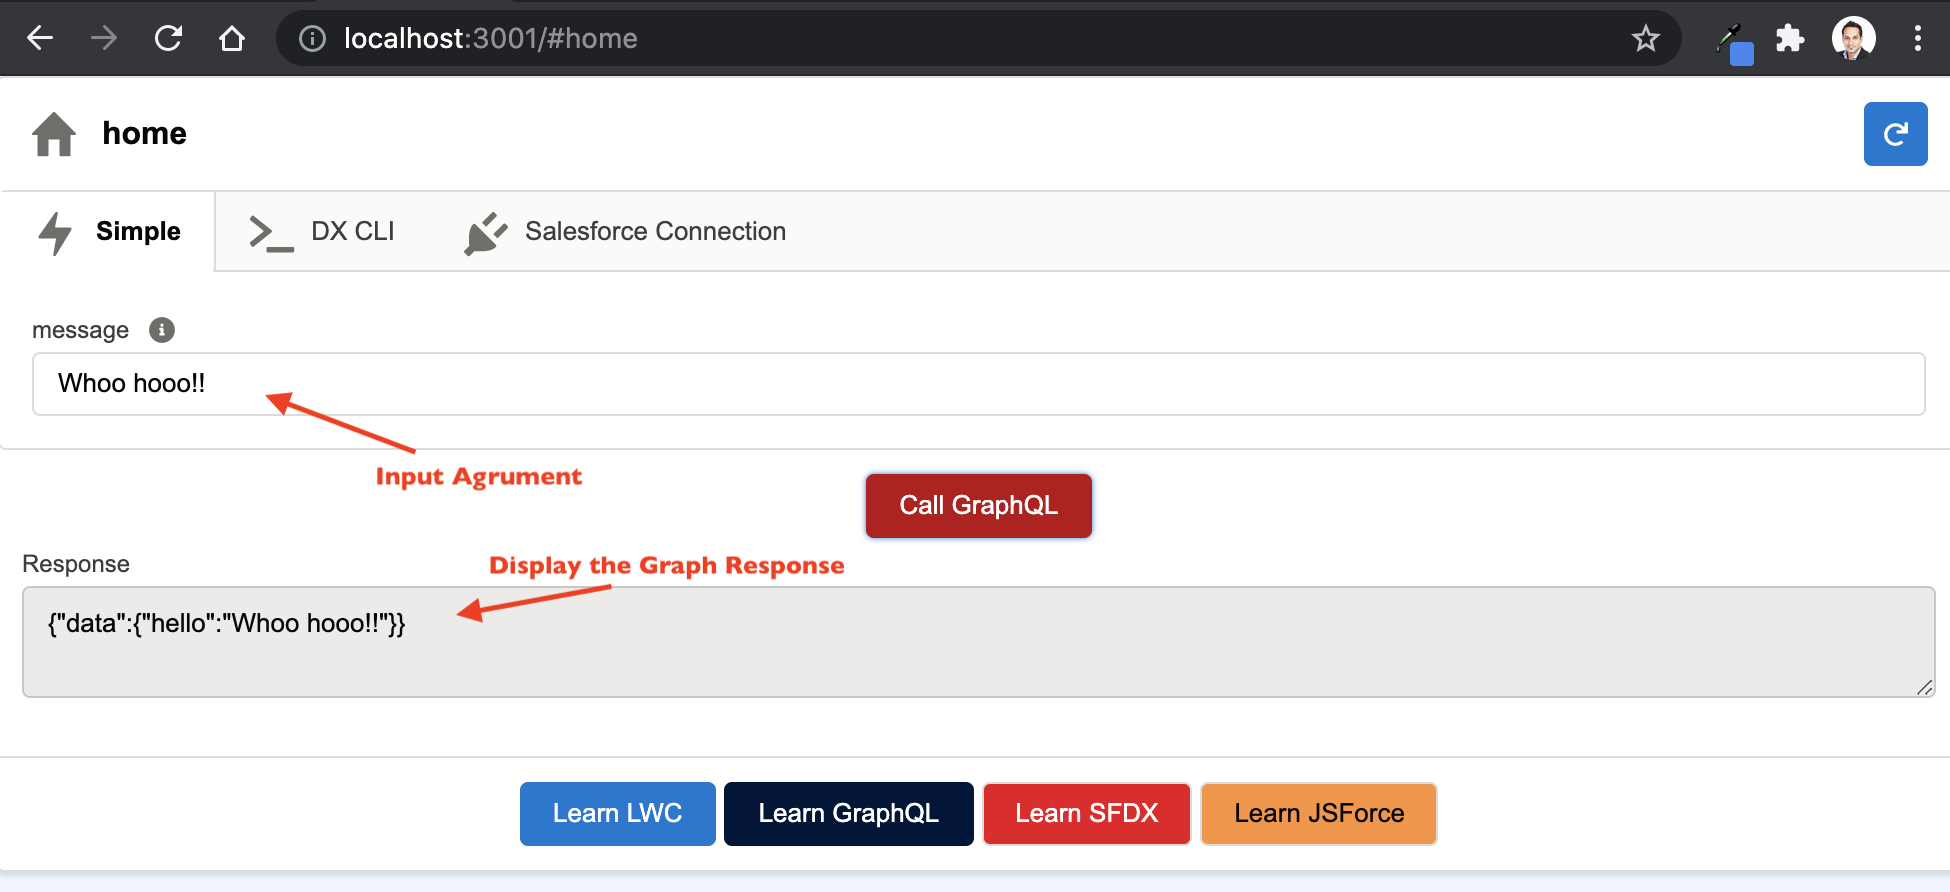 localhost:3001/#home
home
Simple
DX CLI
Salesforce Connection
message
Whoo hooo!!
Input Agrument
Call GraphQL
Response
Display the Graph Response
{"data":{"hello":"Whoo hooo!!"}}
Learn LWC
Learn GraphQL
Learn SFDX
Learn JSForce